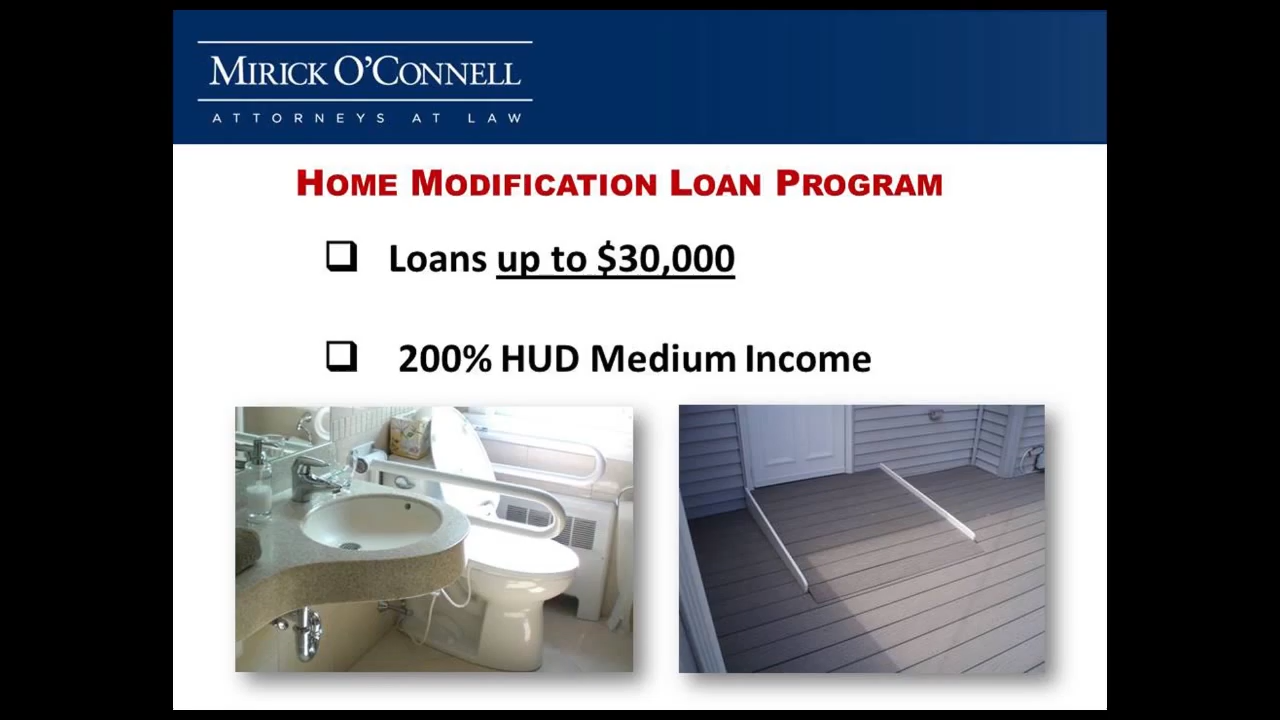 MIRICK O'CONNELL
ATTORNEYS AT LAW
HOME MODIFICATION LOAN PROGRAM
Loans up to $30,000
200% HUD Medium Income